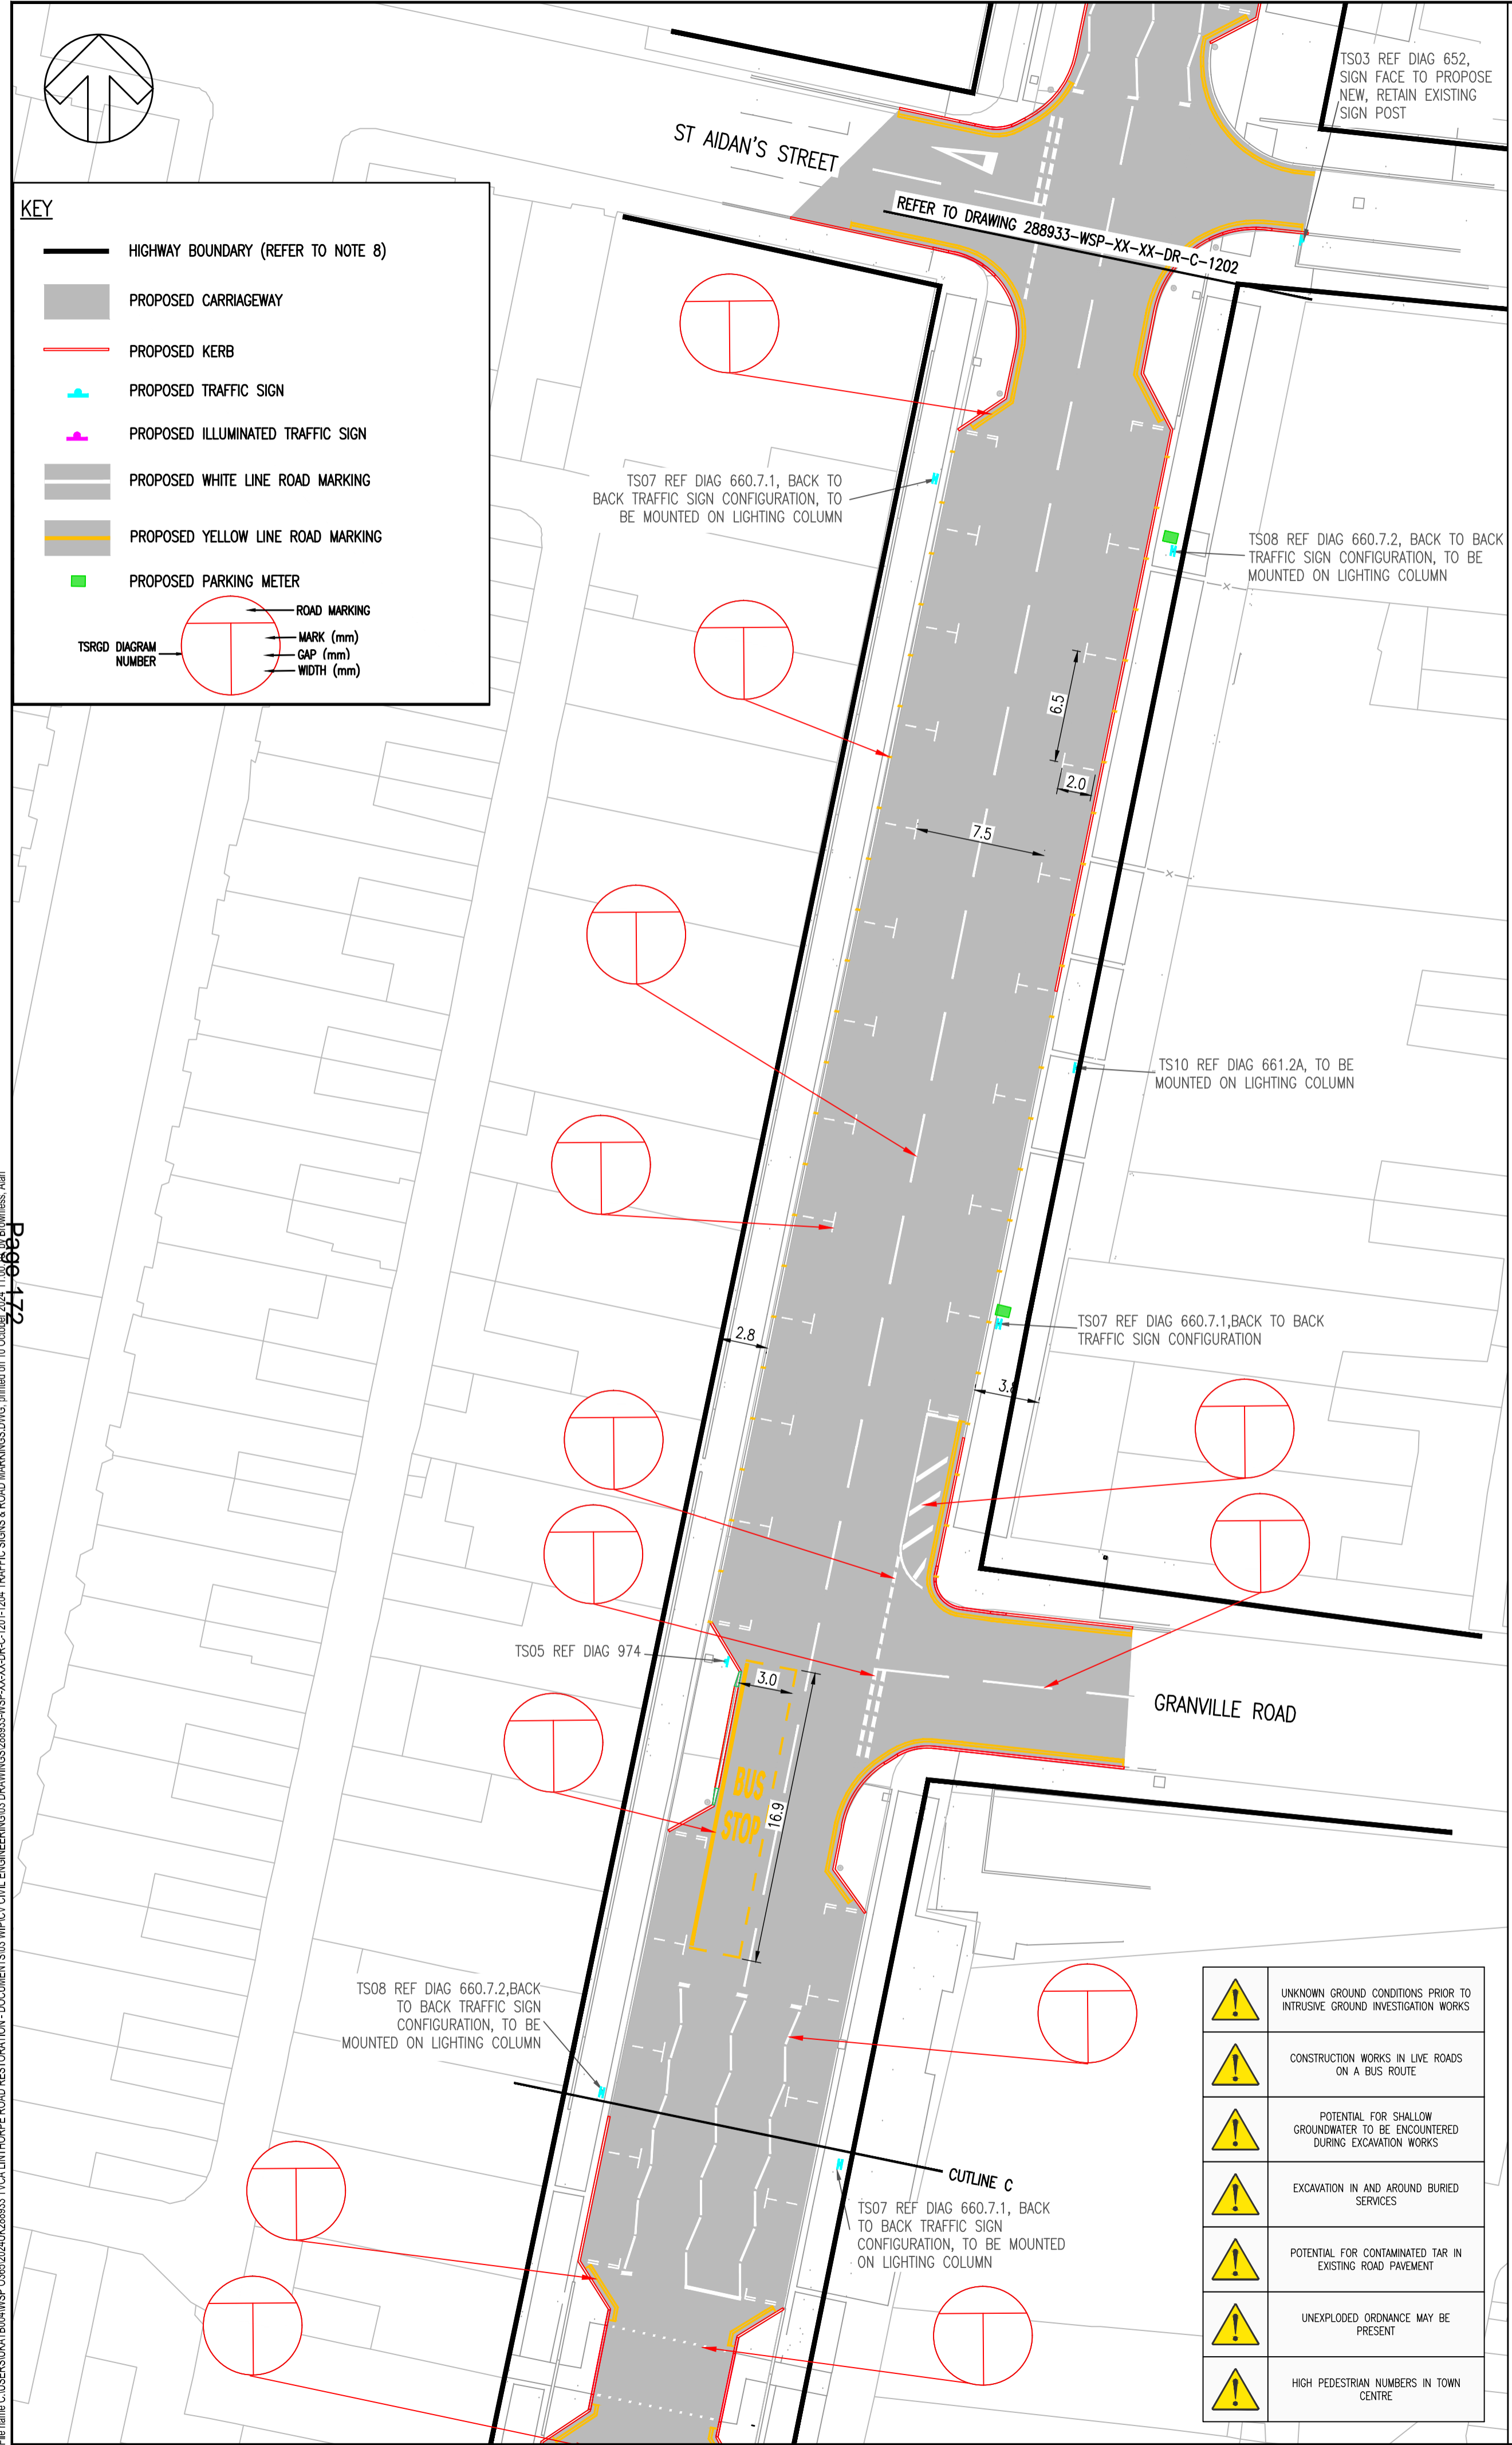 TS03 REF DIAG 652,
SIGN FACE TO PROPOSE
NEW, RETAIN EXISTING
SIGN POST
ST AIDAN'S STREET
REFER TO DRAWING 288933-WSP-XX-XX-DR-C-1202
KEY
HIGHWAY BOUNDARY (REFER TO NOTE 8)
PROPOSED CARRIAGEWAY
PROPOSED KERB
PROPOSED TRAFFIC SIGN
PROPOSED ILLUMINATED TRAFFIC SIGN
PROPOSED WHITE LINE ROAD MARKING
PROPOSED YELLOW LINE ROAD MARKING
PROPOSED PARKING METER
ROAD MARKING
MARK (mm)
GAP (mm)
WIDTH (mm)
TSRGD DIAGRAM
NUMBER
TS07 REF DIAG 660.7.1, BACK TO
BACK TRAFFIC SIGN CONFIGURATION, TO
BE MOUNTED ON LIGHTING COLUMN
TS08 REF DIAG 660.7.2, BACK TO BACK
TRAFFIC SIGN CONFIGURATION, TO BE
MOUNTED ON LIGHTING COLUMN
6.5
2.0
7.5
TS10 REF DIAG 661.2A, TO BE
MOUNTED ON LIGHTING COLUMN
Page 172
2.8
TS07 REF DIAG 660.7.1,BACK TO BACK
TRAFFIC SIGN CONFIGURATION
3.8
TS05 REF DIAG 974
3.0
GRANVILLE ROAD
BUS
STOP
16.9
TS08 REF DIAG 660.7.2,BACK
TO BACK TRAFFIC SIGN
CONFIGURATION, TO BE
MOUNTED ON LIGHTING COLUMN
CUTLINE C
TS07 REF DIAG 660.7.1, BACK
TO BACK TRAFFIC SIGN
CONFIGURATION, TO BE MOUNTED
ON LIGHTING COLUMN
UNKNOWN GROUND CONDITIONS PRIOR TO
INTRUSIVE GROUND INVESTIGATION WORKS
CONSTRUCTION WORKS IN LIVE ROADS
ON A BUS ROUTE
POTENTIAL FOR SHALLOW
GROUNDWATER TO BE ENCOUNTERED
DURING EXCAVATION WORKS
EXCAVATION IN AND AROUND BURIED
SERVICES
POTENTIAL FOR CONTAMINATED TAR IN
EXISTING ROAD PAVEMENT
UNEXPLODED ORDNANCE MAY BE
PRESENT
HIGH PEDESTRIAN NUMBERS IN TOWN
CENTRE